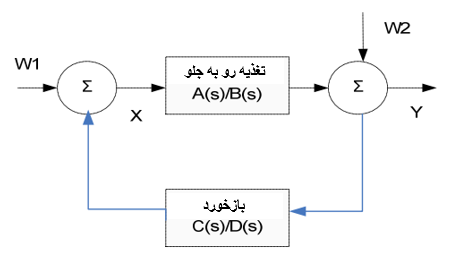 W2
W1
Σ
تغذیه رو به جلو
A(s)/B(s)
Σ
X
Y
بازخورد
C(s)/D(s)